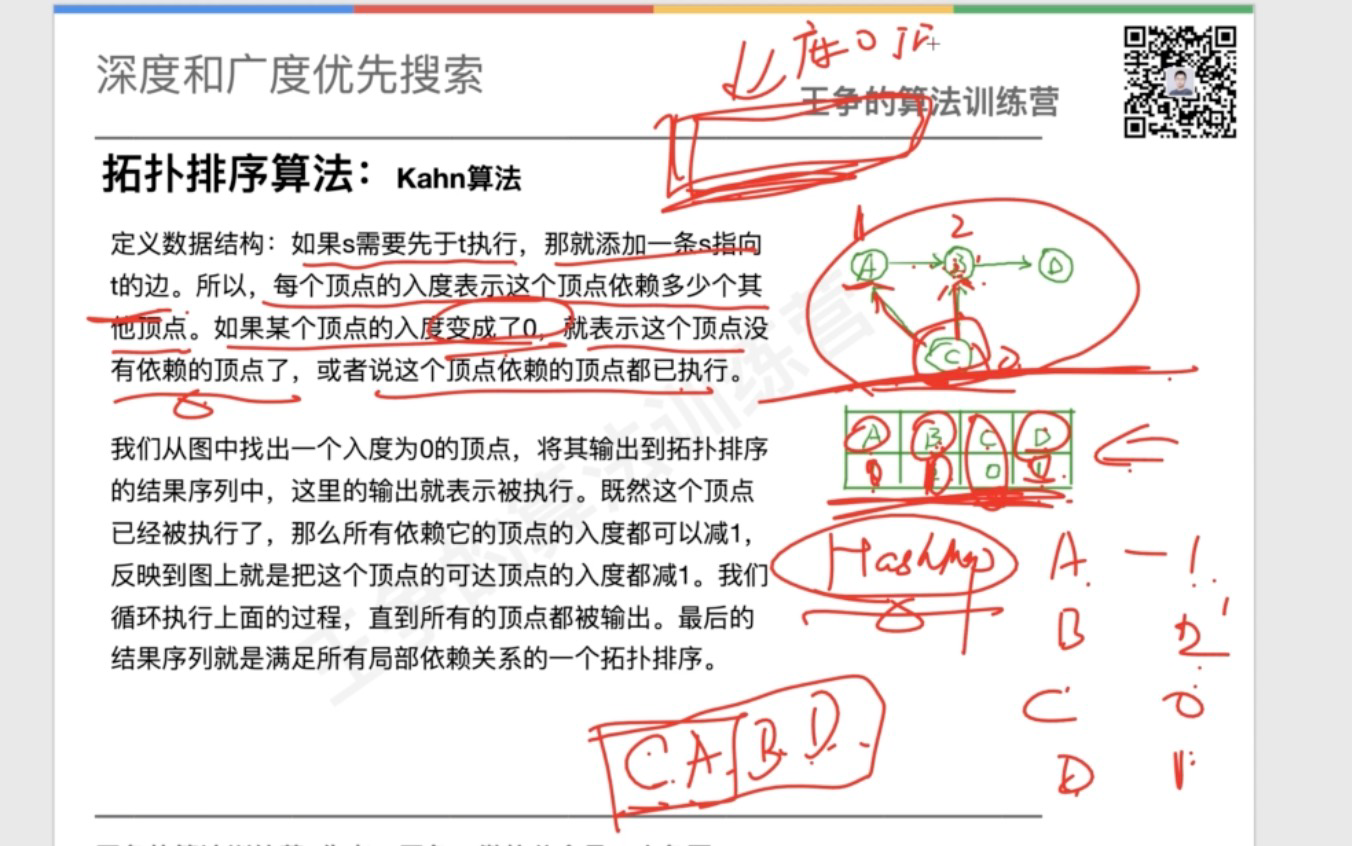 深度和广度优先搜索
度0
王争的算法训练营
拓扑排序算法： Kahn算法
定义数据结构：如果s需要先于t执行，那就添加一条s指向
t的边。所以，每个顶点的入度表示这个顶点依赖多少个其
他顶点。如果某个顶点的入度变成了0，就表示这个顶点没
有依赖的顶点了，或者说这个顶点依赖的顶点都已执行。
我们从图中找出一个入度为0的顶点，将其输出到拓扑排序
的结果序列中，这里的输出就表示被执行。既然这个顶点
已经被执行了，那么所有依赖它的顶点的入度都可以减1，
反映到图上就是把这个顶点的可达顶点的入度都减1。我们
循环执行上面的过程，直到所有的顶点都被输出。最后的
结果序列就是满足所有局部依赖关系的一个拓扑排序。
王争的算法训练营
1 2
A B D
C
A B C D
0 1
HashMap
A — 1
B 2 1
C 0
D 1
C A B D